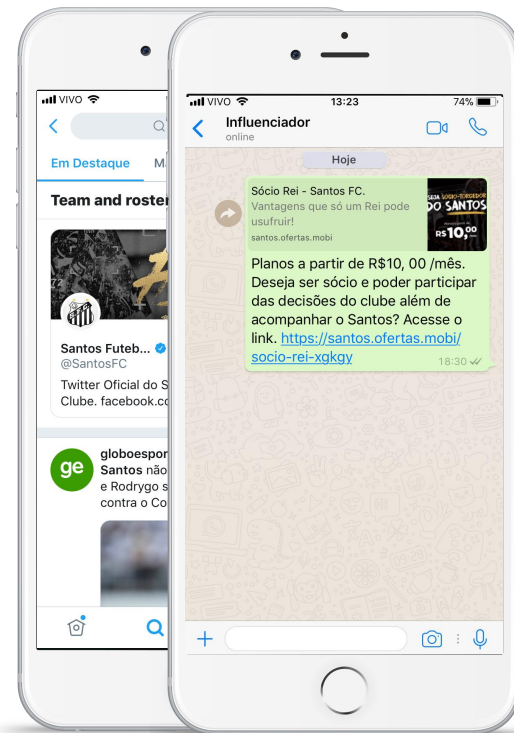 VIVO
Em Destaque
Team and roster
Santos Futeb...
@SantosFC
Twitter Oficial do
Clube. facebook.co
ge
Santos não
e Rodrygo s
contra o Co
VIVO
13:23
74%
Influenciador
online
Hoje
Sócio Rei - Santos FC.
Vantagens que só um Rei pode
usufruir!
santos.ofertas.mobi
SEJA SÓCIO-TORCEDOR
DO SANTOS
R$10,00
Planos a partir de R$10, 00 /mês.
Deseja ser sócio e poder participar
das decisões do clube além de
acompanhar o Santos? Acesse o
link. https://santos.ofertas.mobi/
socio-rei-xgkgy
18:30